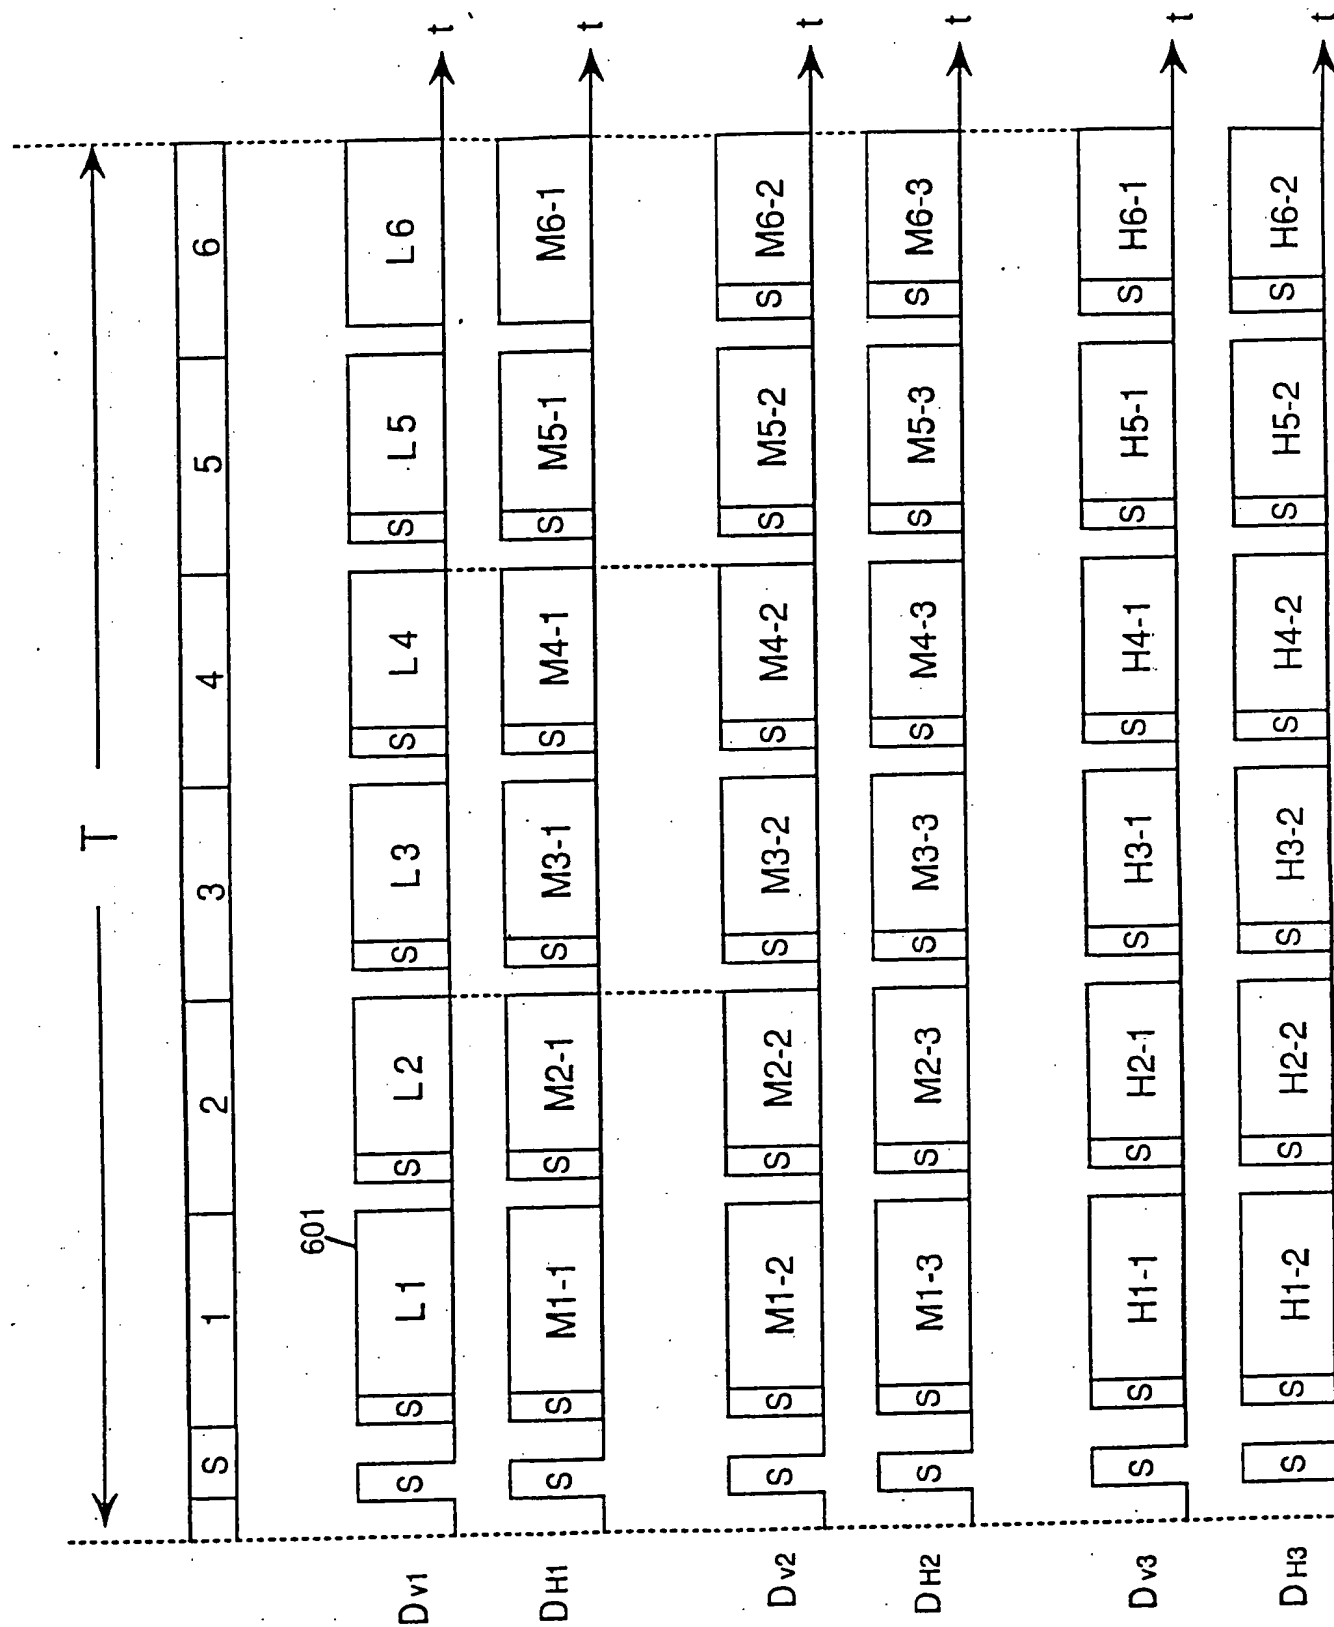 T
S 1 2 3 4 5 6
601
DV1 S S L1 S L2 S L3 S L4 S L5 L6 t
DH1 S S M1-1 S M2-1 S M3-1 S M4-1 S M5-1 M6-1 t
DV2 S S M1-2 S M2-2 S M3-2 S M4-2 S M5-2 S M6-2 t
DH2 S S M1-3 S M2-3 S M3-3 S M4-3 S M5-3 S M6-3 t
DV3 S S H1-1 S H2-1 S H3-1 S H4-1 S H5-1 S H6-1 t
DH3 S S H1-2 S H2-2 S H3-2 S H4-2 S H5-2 S H6-2 t